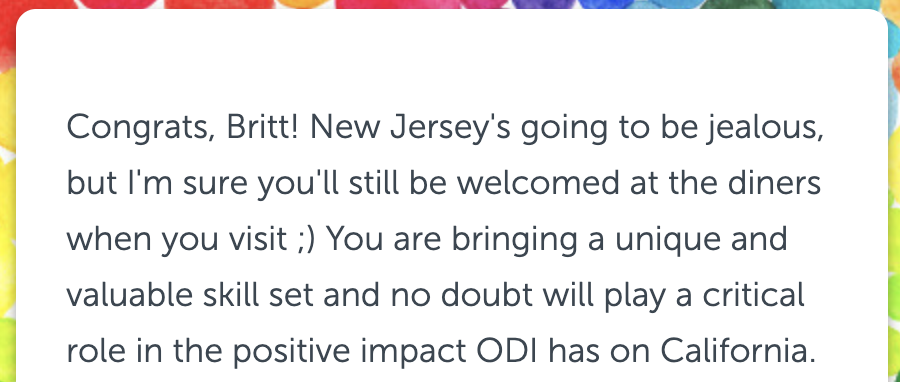 Congrats, Britt! New Jersey's going to be jealous,
but I'm sure you'll still be welcomed at the diners
when you visit ;) You are bringing a unique and
valuable skill set and no doubt will play a critical
role in the positive impact ODI has on California.